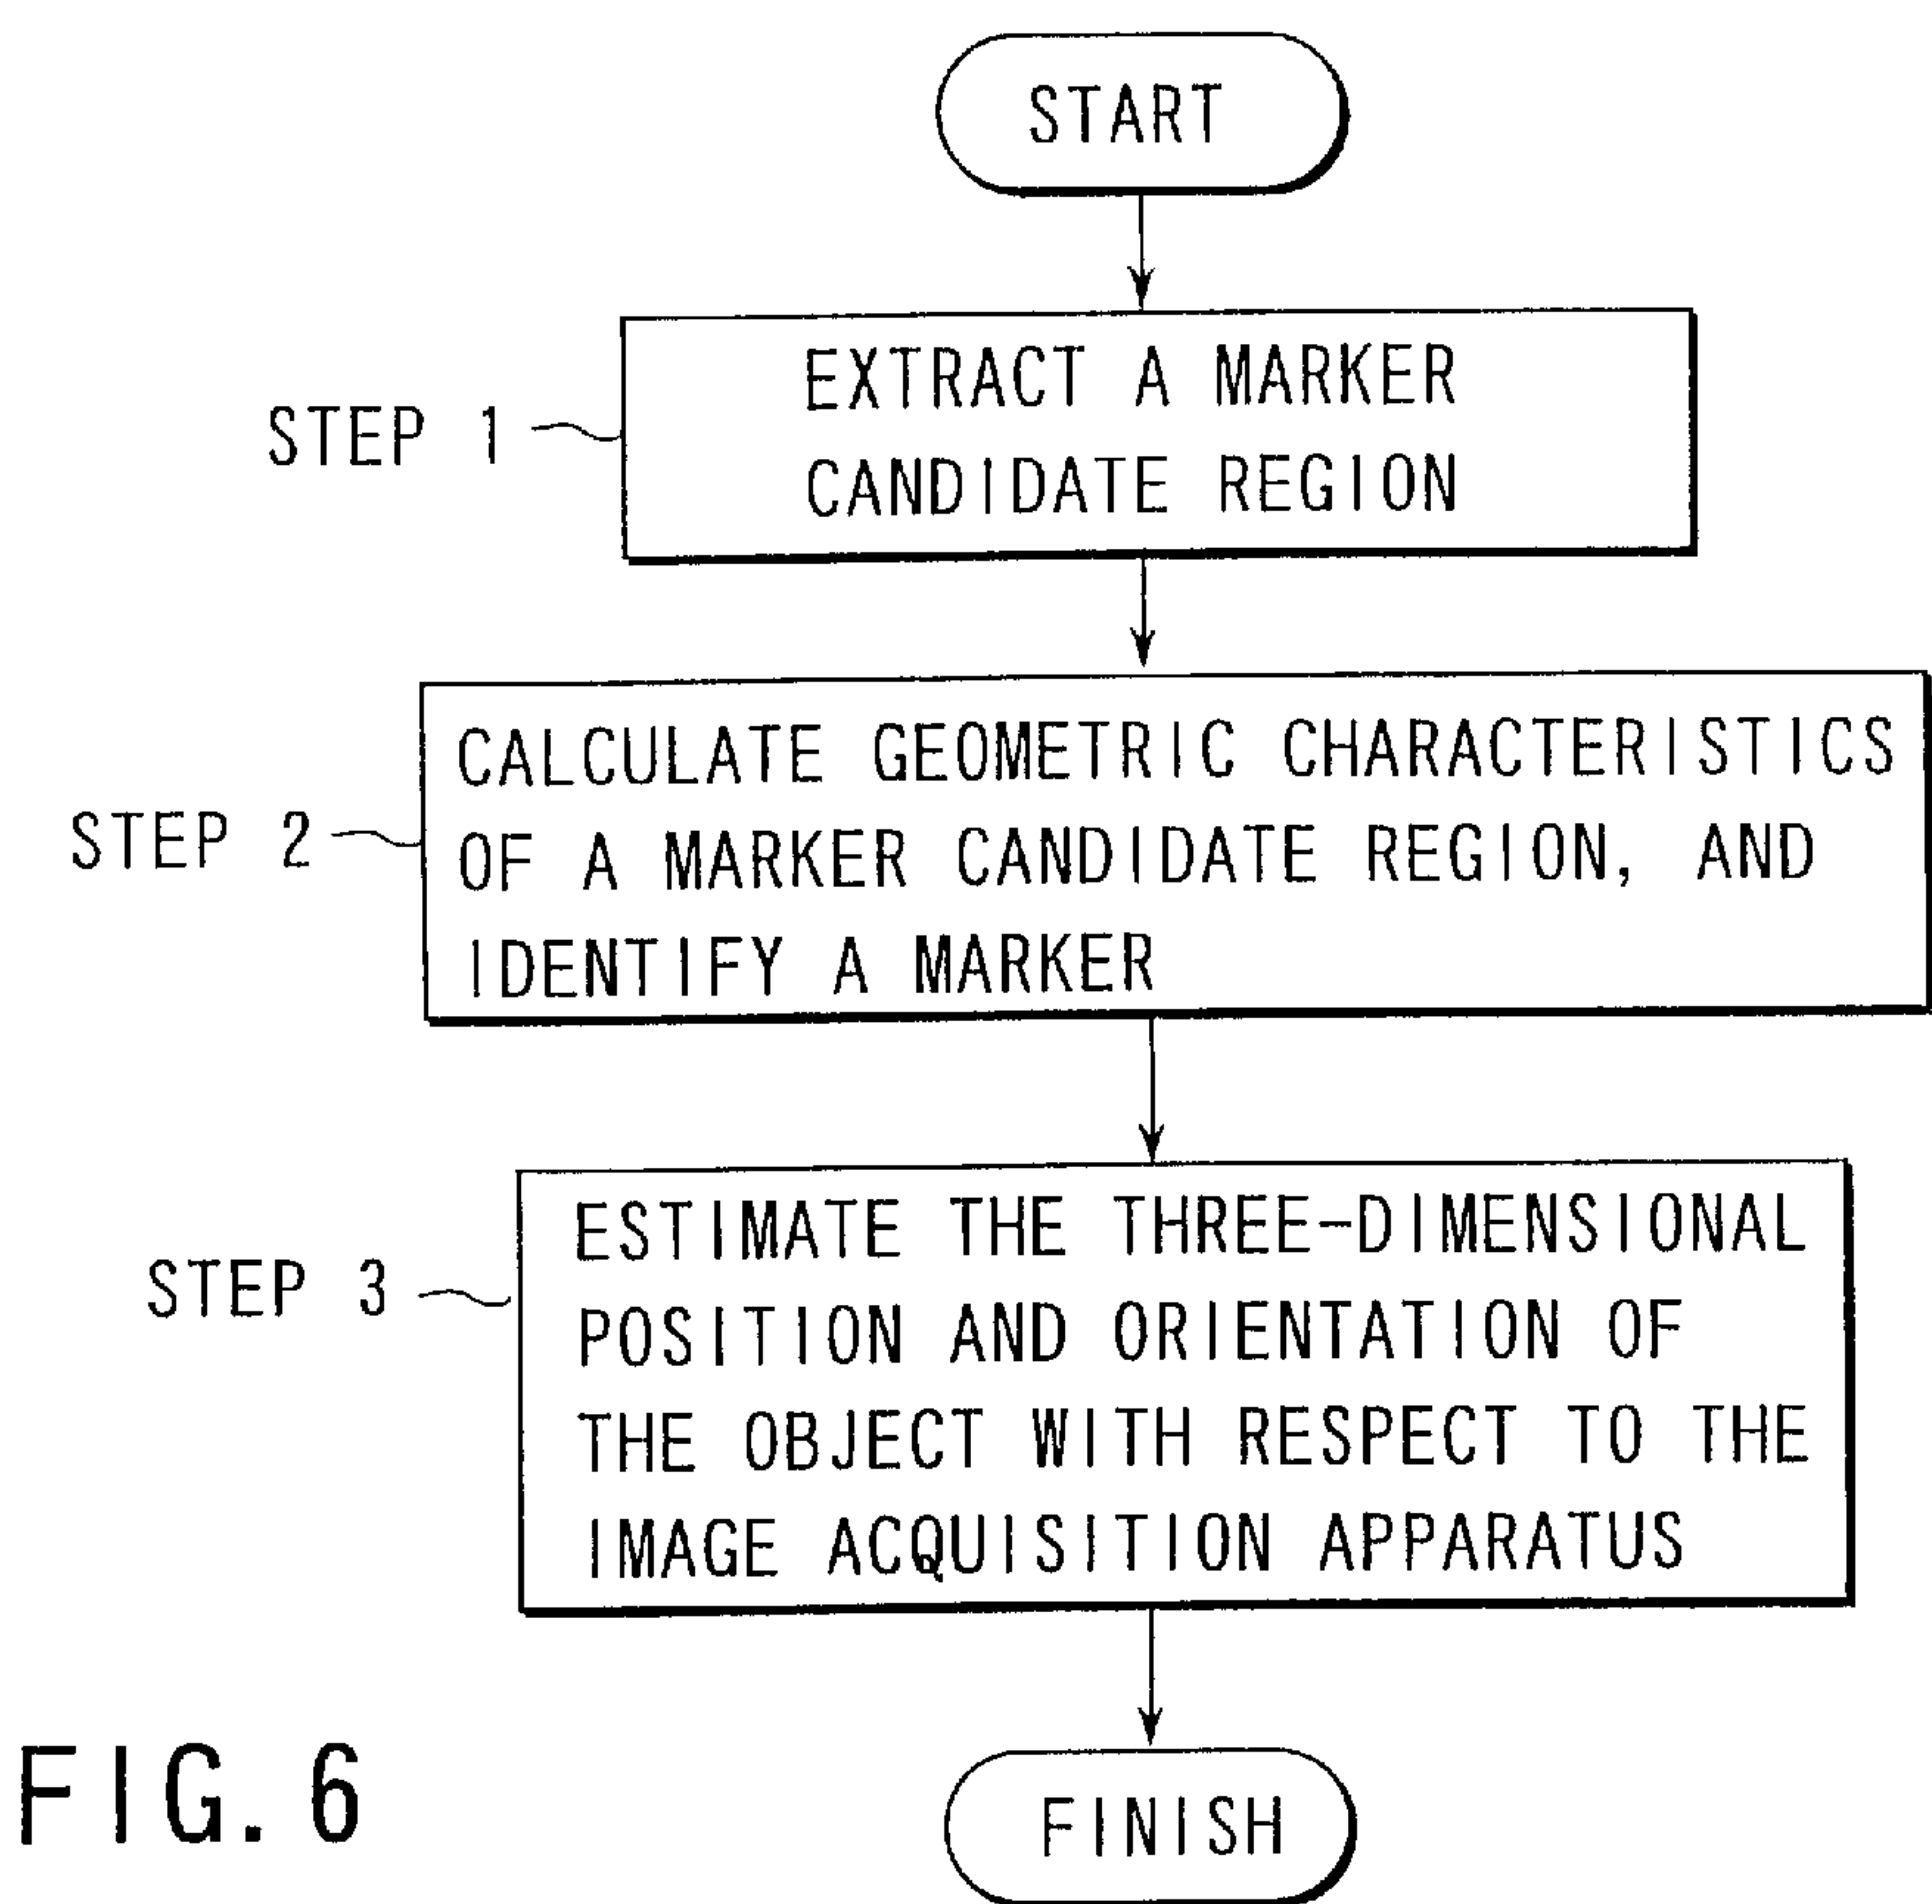 START
EXTRACT A MARKER
CANDIDATE REGION
STEP 1
CALCULATE GEOMETRIC CHARACTERISTICS
OF A MARKER CANDIDATE REGION, AND
IDENTIFY A MARKER
STEP 2
ESTIMATE THE THREE-DIMENSIONAL
POSITION AND ORIENTATION OF
THE OBJECT WITH RESPECT TO THE
IMAGE ACQUISITION APPARATUS
STEP 3
FINISH
FIG. 6